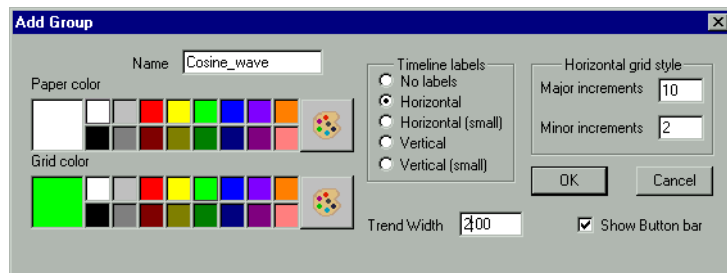 Add Group
Name Cosine_wave
Paper color
Grid color
Timeline labels
No labels
Horizontal
Horizontal (small)
Vertical
Vertical (small)
Trend Width 2.00
Horizontal grid style
Major increments 10
Minor increments 2
OK Cancel
Show Button bar